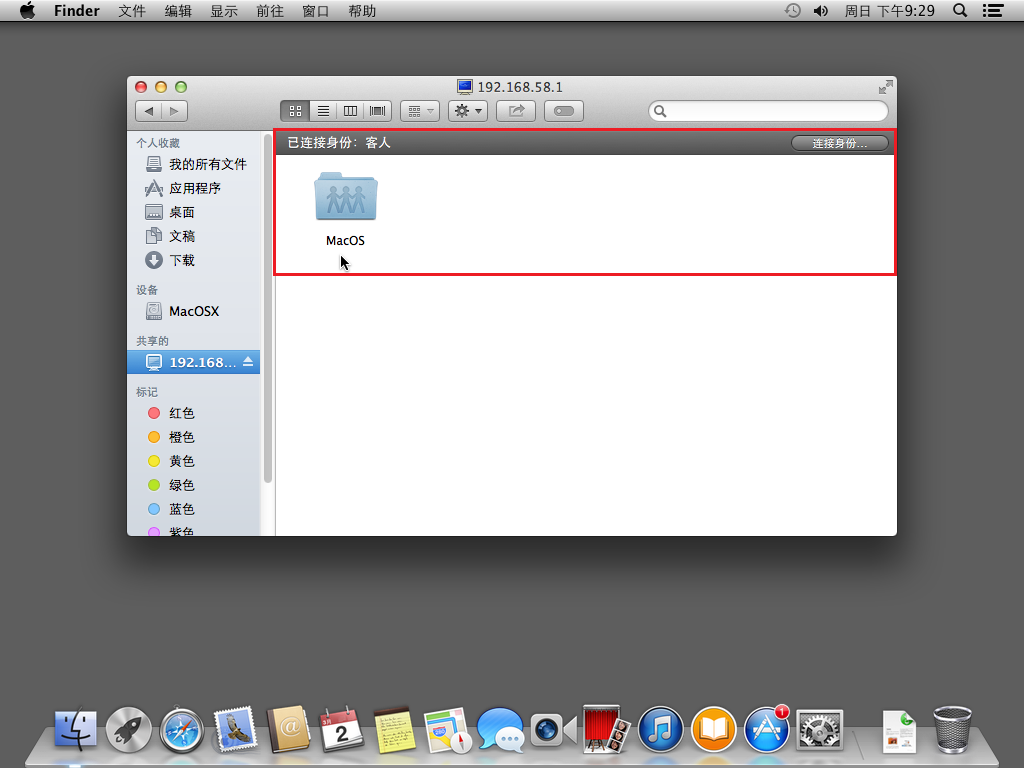 Finder 文件 编辑 显示 前往 窗口 帮助 周日 下午9:29
192.168.58.1
个人收藏
我的所有文件
应用程序
桌面
文稿
下载
设备
MacOSX
共享的
192.168...
标记
红色
橙色
黄色
绿色
蓝色
紫色
已连接身份：客人 连接身份...
MacOS
3月
2
280
@
1